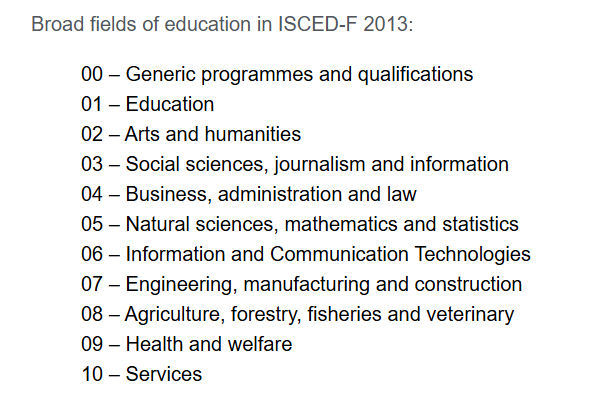 Broad fields of education in ISCED-F 2013:
00 – Generic programmes and qualifications
01 – Education
02 – Arts and humanities
03 – Social sciences, journalism and information
04 – Business, administration and law
05 – Natural sciences, mathematics and statistics
06 – Information and Communication Technologies
07 – Engineering, manufacturing and construction
08 – Agriculture, forestry, fisheries and veterinary
09 – Health and welfare
10 – Services